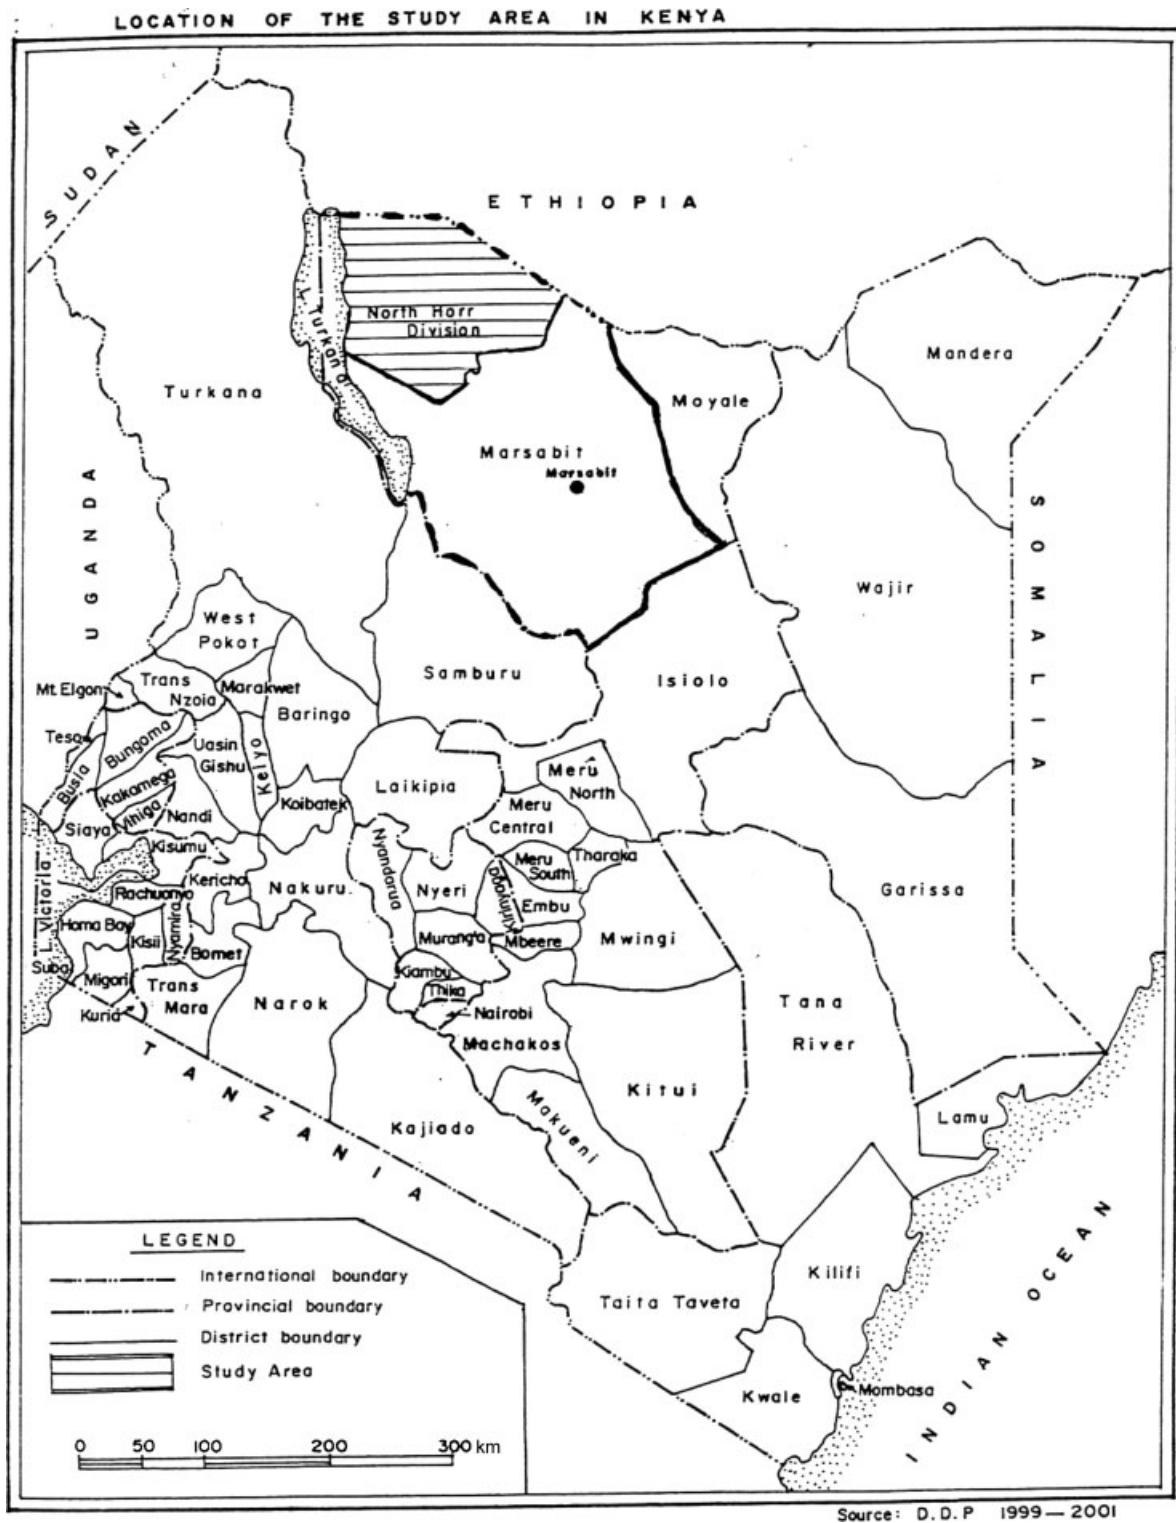 LOCATION OF THE STUDY AREA IN KENYA
SUDAN
ETHIOPIA
North Horr
Division
L. Turkana
Mandera
Turkana
Moyale
Marsabit
Marsabit
UGANDA
SOMALIA
Wajir
West
Pokat
Samburu
Isiolo
Mt. Elgon
Trans
Nzoia
Marakwet
Baringo
Teso
Bungoma
Uasin
Gishu
Keiyo
Busia
Kakamega
Vihiga
Nandi
Koibatek
Laikipia
Meru
North
Meru
Central
Siaya
Kisumu
Nyandarua
Meru
South
Tharaka
L. Victoria
Rachuonyo
Kericho
Nakuru
Nyeri
Kirinyaga
Embu
Garissa
Homa Bay
Kisii
Nyamira
Bomet
Murang'a
Mbeere
Mwingi
Suba
Migori
Trans
Mara
Narok
Kiambu
Thika
Kuria
Nairobi
Machakos
Tana
River
TANZANIA
Kitui
Makueni
Kajiado
Lamu
INDIAN OCEAN
Kilifi
Taita Taveta
Kwale
Mombasa
LEGEND
International boundary
Provincial boundary
District boundary
Study Area
0 50 100 200 300 km
Source: D.D.P 1999—2001